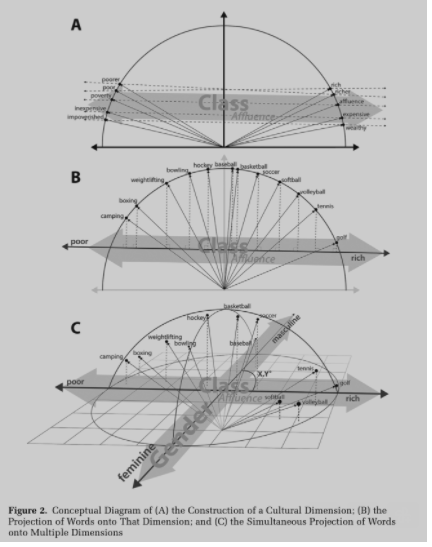 A
poorer
poor
poverty
inexpensive
impoverished
rich
richer
affluence
expensive
wealthy
Class
Affluence
B
camping
boxing
weightlifting
bowling
hockey
baseball
basketball
soccer
softball
volleyball
tennis
golf
poor
Class
Affluence
rich
C
camping
boxing
weightlifting
bowling
hockey
basketball
baseball
soccer
masculine
X,Y'
tennis
golf
poor
Class
Affluence
rich
softball
volleyball
Gender
feminine
Figure 2. Conceptual Diagram of (A) the Construction of a Cultural Dimension; (B) the
Projection of Words onto That Dimension; and (C) the Simultaneous Projection of Words
onto Multiple Dimensions